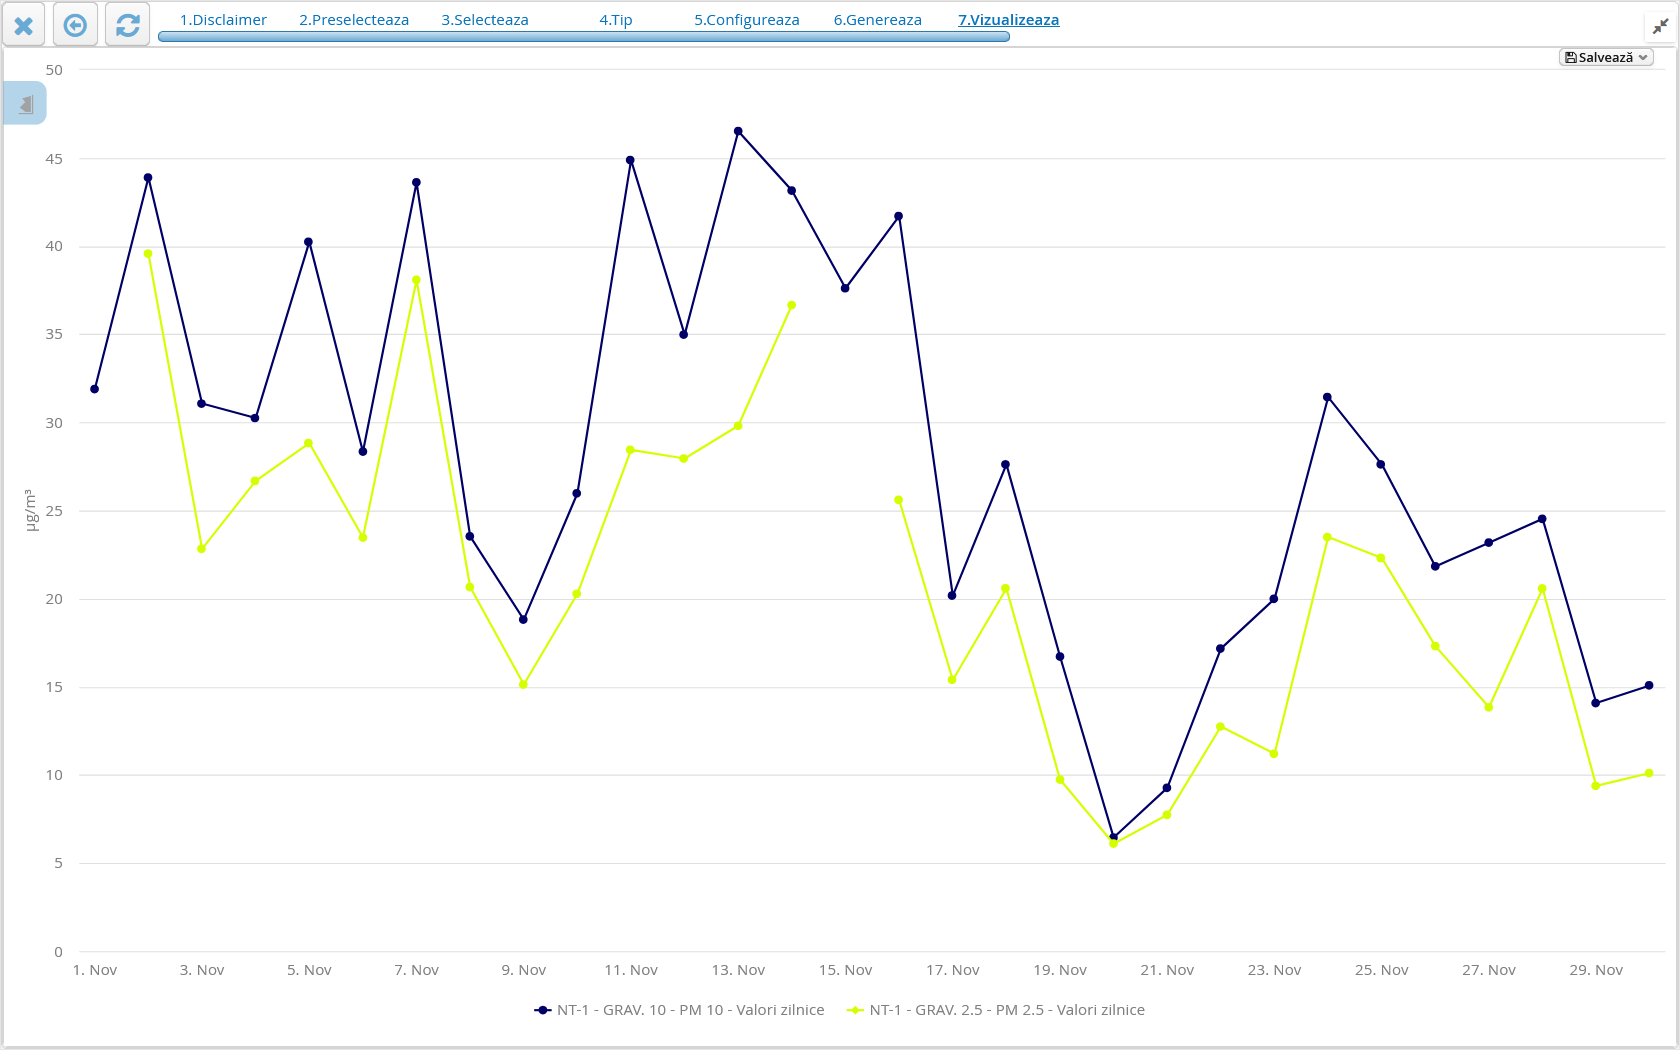 1.Disclaimer 2.Preselecteaza 3.Selecteaza 4.Tip 5.Configureaza 6.Genereaza 7.Vizualizeaza
Salvează
50
45
40
35
30
25
20
15
10
5
0
µg/m³
1. Nov 3. Nov 5. Nov 7. Nov 9. Nov 11. Nov 13. Nov 15. Nov 17. Nov 19. Nov 21. Nov 23. Nov 25. Nov 27. Nov 29. Nov
NT-1 - GRAV. 10 - PM 10 - Valori zilnice NT-1 - GRAV. 2.5 - PM 2.5 - Valori zilnice